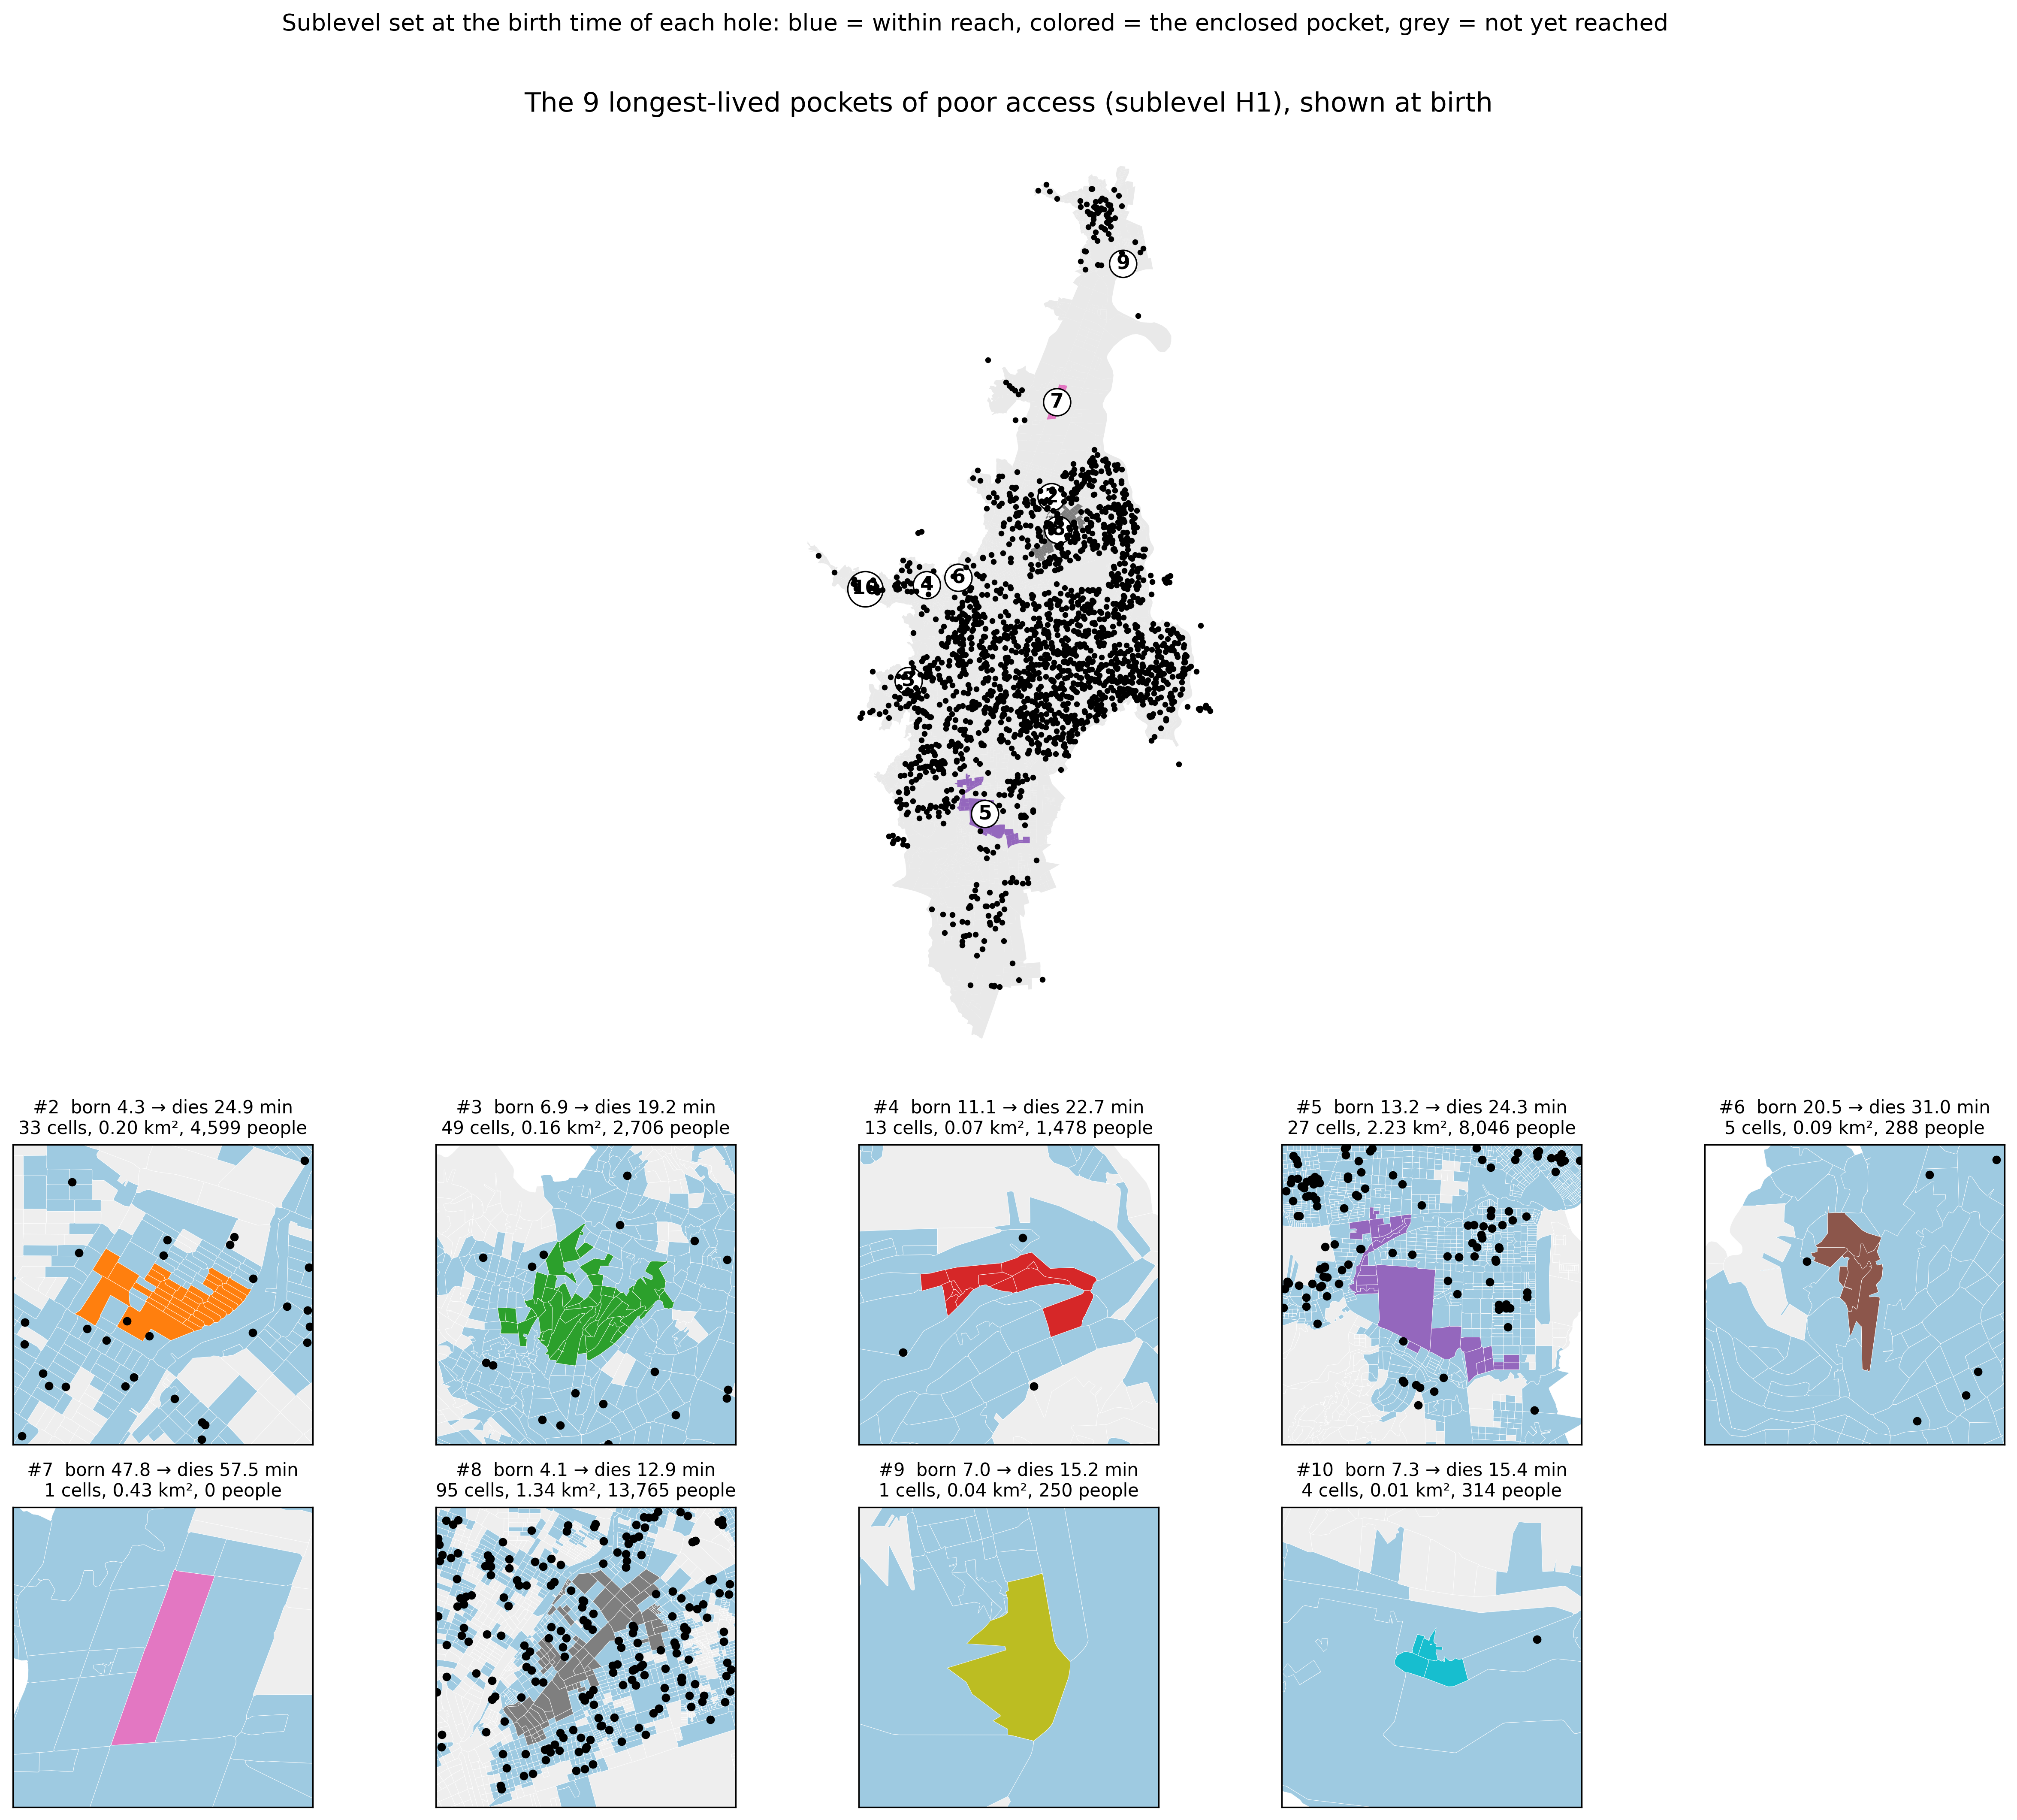 Sublevel set at the birth time of each hole: blue = within reach, colored = the enclosed pocket, grey = not yet reached
The 9 longest-lived pockets of poor access (sublevel H1), shown at birth
9
7
2
8
6
4
10
3
5
#2 born 4.3 → dies 24.9 min
33 cells, 0.20 km², 4,599 people
#3 born 6.9 → dies 19.2 min
49 cells, 0.16 km², 2,706 people
#4 born 11.1 → dies 22.7 min
13 cells, 0.07 km², 1,478 people
#5 born 13.2 → dies 24.3 min
27 cells, 2.23 km², 8,046 people
#6 born 20.5 → dies 31.0 min
5 cells, 0.09 km², 288 people
#7 born 47.8 → dies 57.5 min
1 cells, 0.43 km², 0 people
#8 born 4.1 → dies 12.9 min
95 cells, 1.34 km², 13,765 people
#9 born 7.0 → dies 15.2 min
1 cells, 0.04 km², 250 people
#10 born 7.3 → dies 15.4 min
4 cells, 0.01 km², 314 people